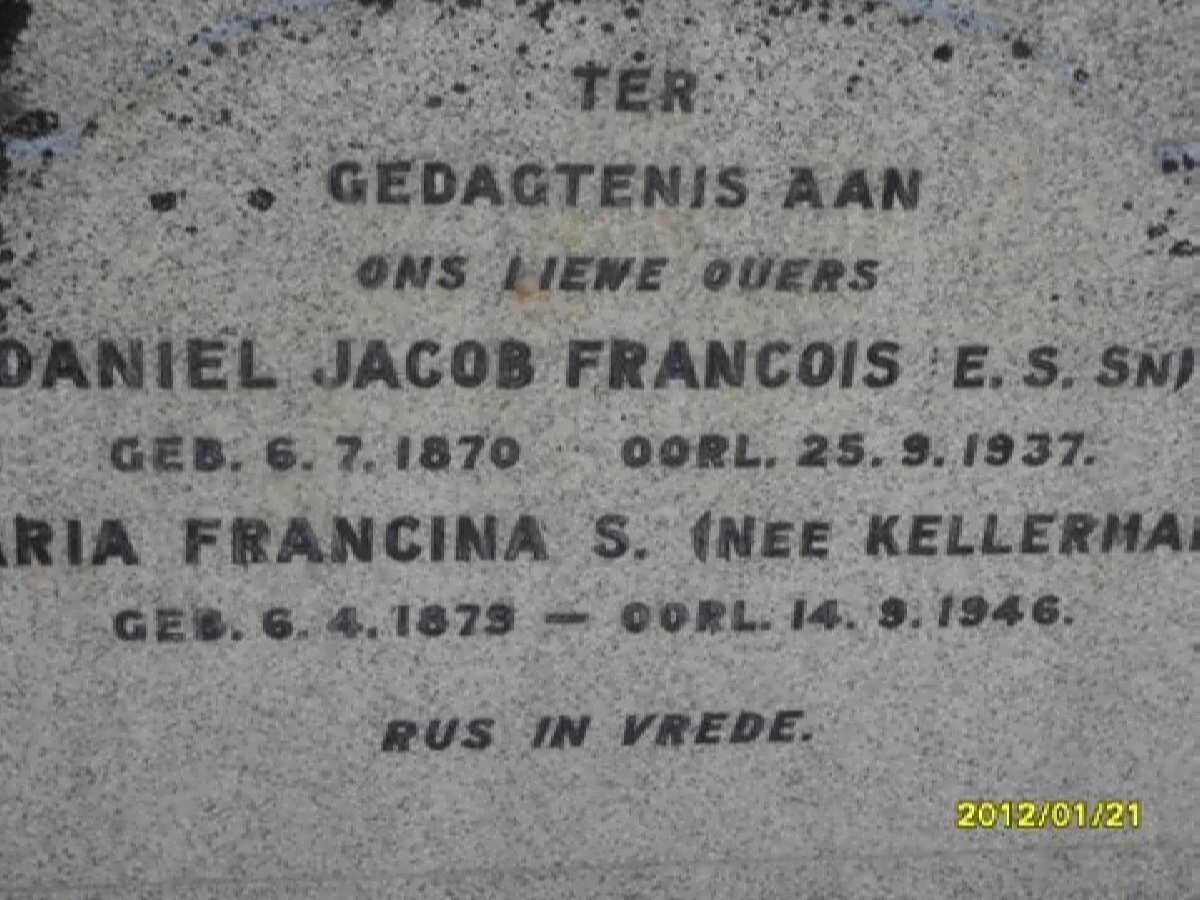 TER
GEDAGTENIS AAN
ONS LIEWE OUERS
DANIEL JACOB FRANCOIS E. S. SN
GEB. 6. 7. 1870 OORL. 25. 9. 1937.
ARIA FRANCINA S. (NEE KELLERMA
GEB. 6. 4. 1879 — OORL. 14. 9. 1946.
RUS IN VREDE.
2012/01/21